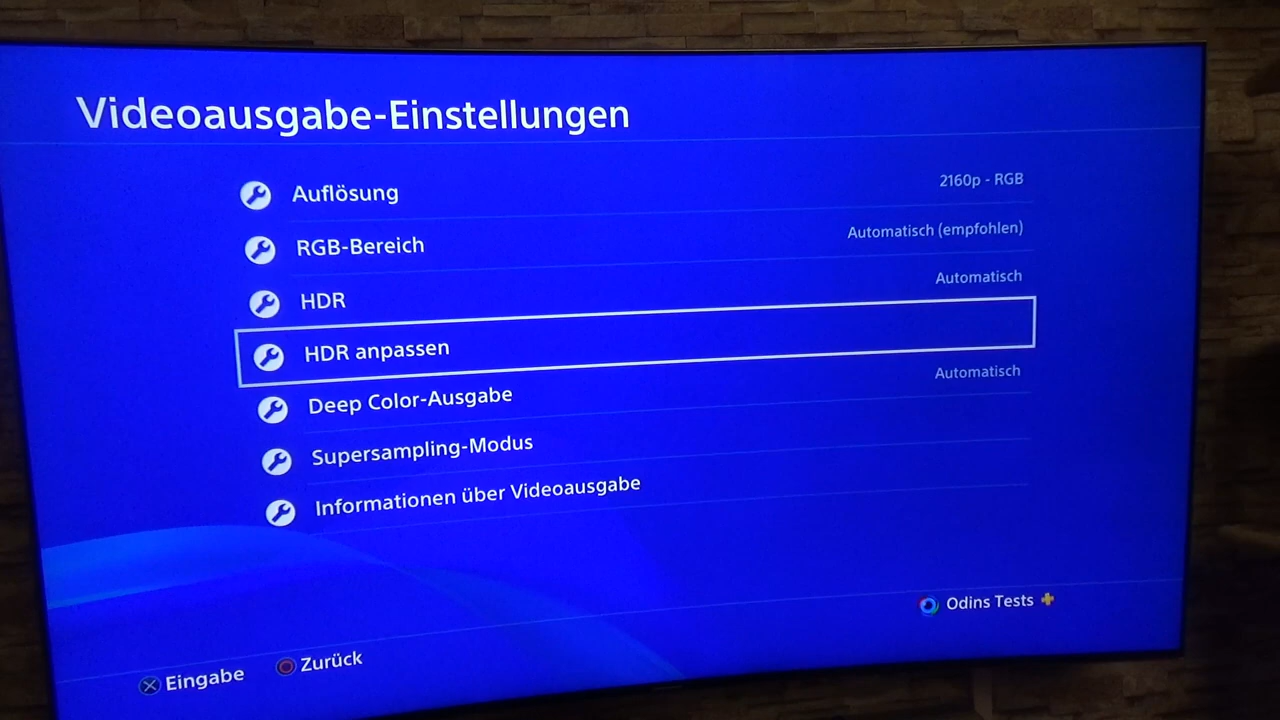 Videoausgabe-Einstellungen
Auflösung 2160p - RGB
RGB-Bereich Automatisch (empfohlen)
HDR Automatisch
HDR anpassen
Deep Color-Ausgabe Automatisch
Supersampling-Modus
Informationen über Videoausgabe
Odins Tests
Eingabe Zurück